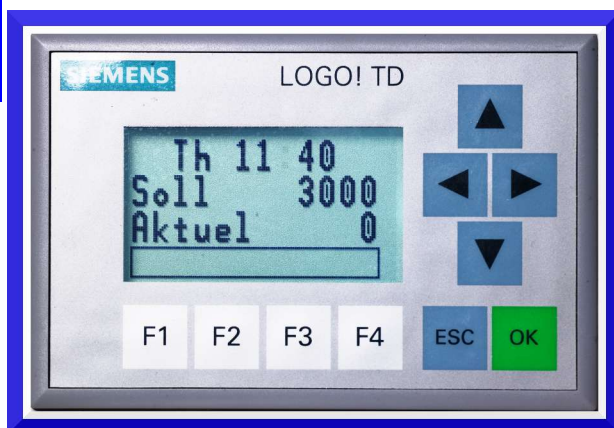 SIEMENS LOGO! TD
Th 11 40
Soll 3000
Aktuel 0
F1 F2 F3 F4 ESC OK